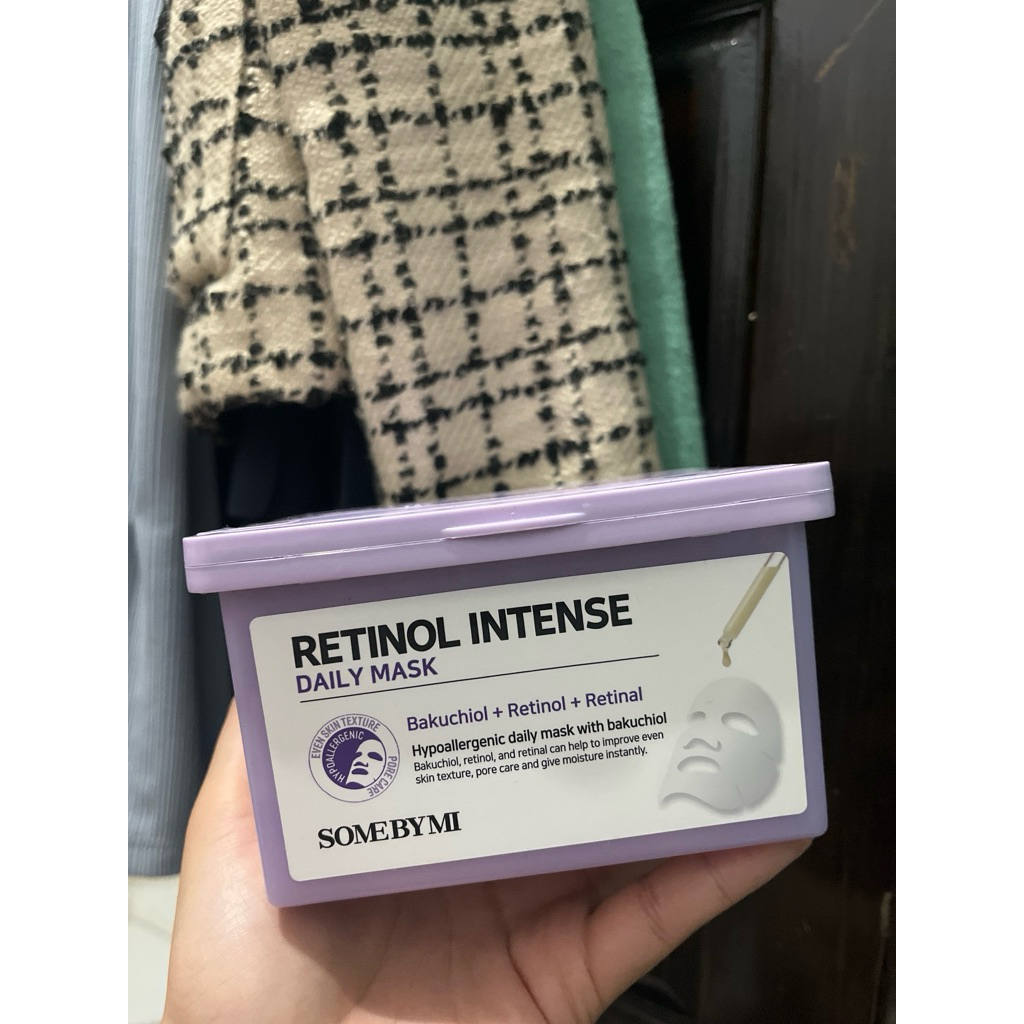 RETINOL INTENSE
DAILY MASK
Bakuchiol + Retinol + Retinal
Hypoallergenic daily mask with bakuchiol
Bakuchiol, retinol, and retinal can help to improve even
skin texture, pore care and give moisture instantly.
EVEN SKIN TEXTURE
PORE CARE
HYPOALLERGENIC
SOME BY MI